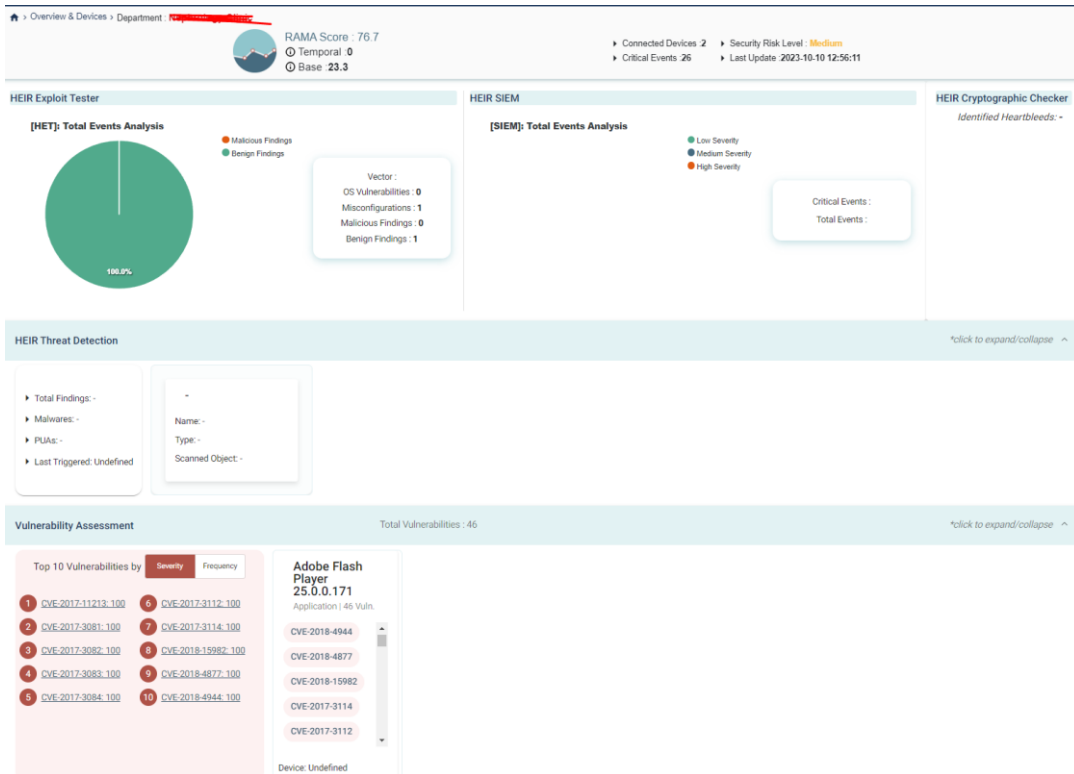 > Overview & Devices > Department :
RAMA Score : 76.7
Temporal :0
Base :23.3
Connected Devices :2
Security Risk Level : Medium
Critical Events :26
Last Update :2023-10-10 12:56:11
HEIR Exploit Tester
[HET]: Total Events Analysis
Malicious Findings
Benign Findings
100.0%
Vector :
OS Vulnerabilities : 0
Misconfigurations : 1
Malicious Findings : 0
Benign Findings : 1
HEIR SIEM
[SIEM]: Total Events Analysis
Low Severity
Medium Severity
High Severity
Critical Events :
Total Events :
HEIR Cryptographic Checker
Identified Heartbleeds: -
HEIR Threat Detection
*click to expand/collapse
Total Findings: -
Malwares: -
PUAs: -
Last Triggered: Undefined
-
Name: -
Type: -
Scanned Object: -
Vulnerability Assessment
Total Vulnerabilities : 46
*click to expand/collapse
Top 10 Vulnerabilities by Severity Frequency
1 CVE-2017-11213: 100
2 CVE-2017-3081: 100
3 CVE-2017-3082: 100
4 CVE-2017-3083: 100
5 CVE-2017-3084: 100
6 CVE-2017-3112: 100
7 CVE-2017-3114: 100
8 CVE-2018-15982: 100
9 CVE-2018-4877: 100
10 CVE-2018-4944: 100
Adobe Flash
Player
25.0.0.171
Application | 46 Vuln.
CVE-2018-4944
CVE-2018-4877
CVE-2018-15982
CVE-2017-3114
CVE-2017-3112
Device: Undefined